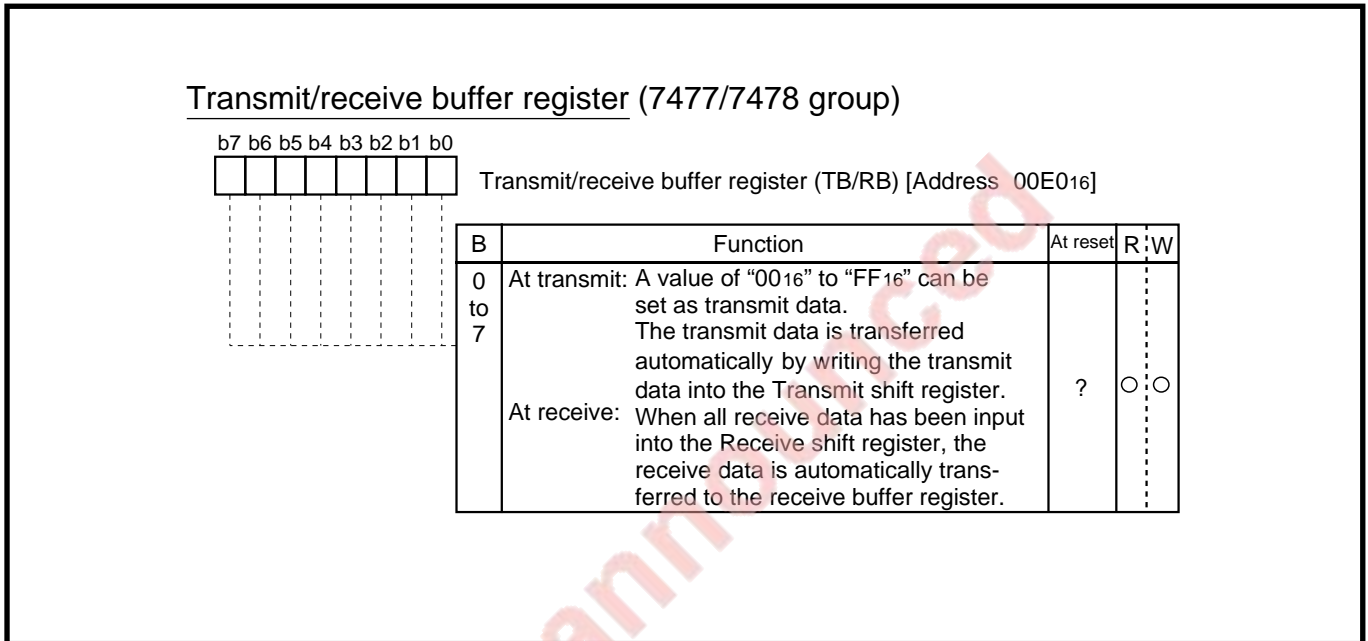 Transmit/receive buffer register (7477/7478 group)
b7 b6 b5 b4 b3 b2 b1 b0
Transmit/receive buffer register (TB/RB) [Address 00E016]
B Function At reset R W
0 to 7
At transmit: A value of “0016” to “FF16” can be
set as transmit data.
The transmit data is transferred
automatically by writing the transmit
data into the Transmit shift register.
At receive: When all receive data has been input
into the Receive shift register, the
receive data is automatically trans-
ferred to the receive buffer register.
? ○ ○
announced